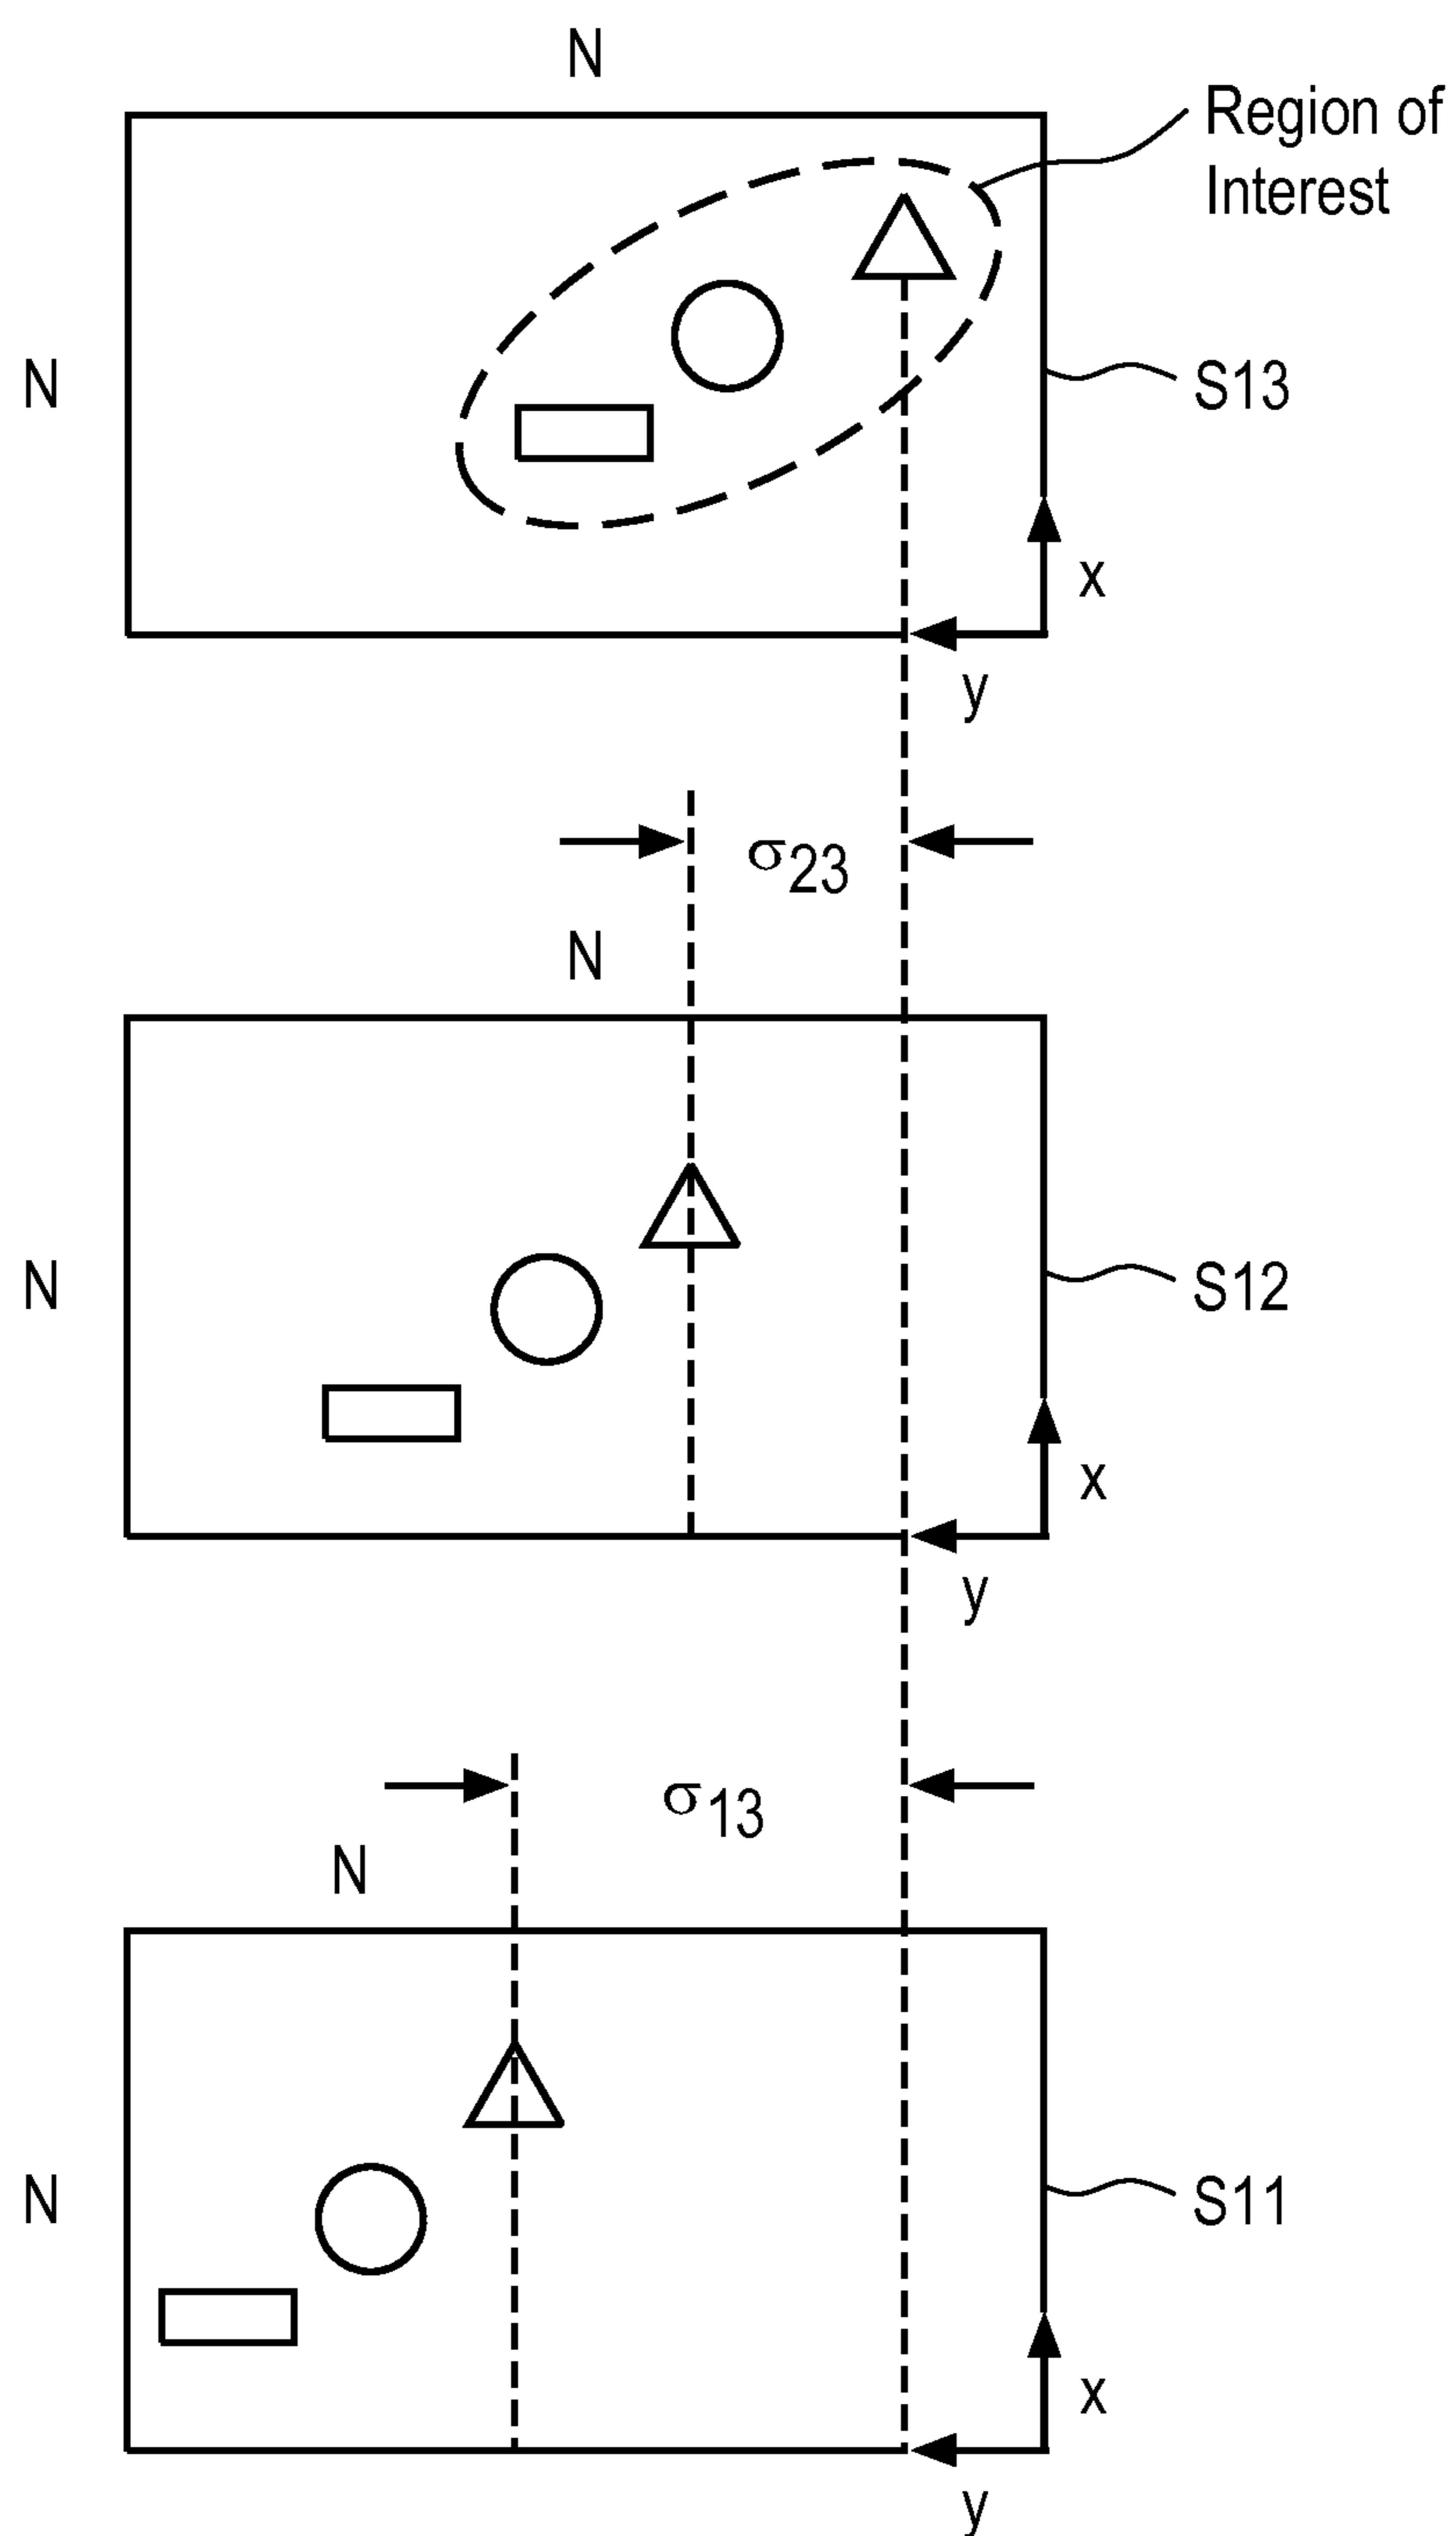 N
Region of
Interest
N
S13
x
y
σ23
N
N
S12
x
y
σ13
N
N
S11
x
y